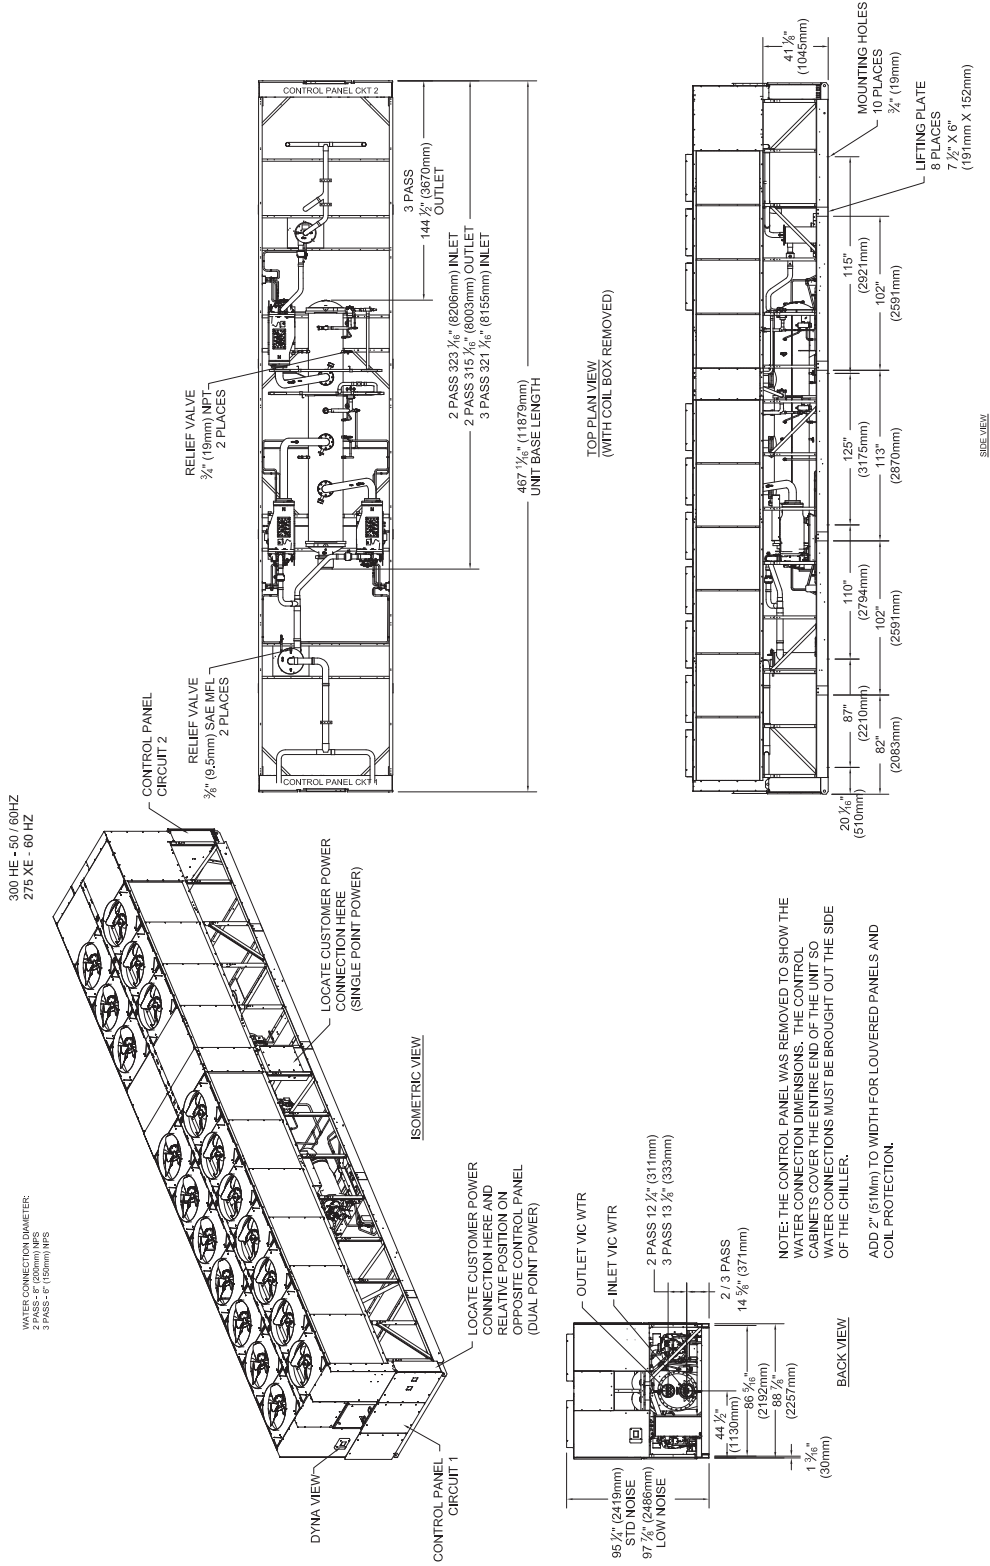 300 HE - 50 / 60HZ
275 XE - 60 HZ
WATER CONNECTION DIAMETER:
2 PASS - 8" (200mm) NPS
3 PASS - 6" (150mm) NPS
CONTROL PANEL
CIRCUIT 2
LOCATE CUSTOMER POWER
CONNECTION HERE
(SINGLE POINT POWER)
ISOMETRIC VIEW
LOCATE CUSTOMER POWER
CONNECTION HERE AND
RELATIVE POSITION ON
OPPOSITE CONTROL PANEL
(DUAL POINT POWER)
DYNA VIEW
CONTROL PANEL
CIRCUIT 1
RELIEF VALVE
3/8" (9.5mm) SAE MFL
2 PLACES
RELIEF VALVE
3/4" (19mm) NPT
2 PLACES
CONTROL PANEL CKT 1
CONTROL PANEL CKT 2
3 PASS
144 1/2" (3670mm)
OUTLET
2 PASS 323 1/16" (8206mm) INLET
2 PASS 315 1/16" (8003mm) OUTLET
3 PASS 321 1/16" (8155mm) INLET
467 11/16" (11879mm)
UNIT BASE LENGTH
TOP PLAN VIEW
(WITH COIL BOX REMOVED)
OUTLET VIC WTR
INLET VIC WTR
2 PASS 12 1/4" (311mm)
3 PASS 13 1/8" (333mm)
2 / 3 PASS
14 5/8" (371mm)
95 1/4" (2419mm)
STD NOISE
97 7/8" (2486mm)
LOW NOISE
44 1/2"
(1130mm)
86 5/16"
(2192mm)
88 7/8"
(2257mm)
1 3/16"
(30mm)
BACK VIEW
NOTE: THE CONTROL PANEL WAS REMOVED TO SHOW THE
WATER CONNECTION DIMENSIONS. THE CONTROL
CABINETS COVER THE ENTIRE END OF THE UNIT SO
WATER CONNECTIONS MUST BE BROUGHT OUT THE SIDE
OF THE CHILLER.
ADD 2" (51Mm) TO WIDTH FOR LOUVERED PANELS AND
COIL PROTECTION.
41 1/8"
(1045mm)
MOUNTING HOLES
10 PLACES
3/4" (19mm)
LIFTING PLATE
8 PLACES
7 1/2" X 6"
(191mm X 152mm)
20 1/16"
(510mm)
87"
(2210mm)
110"
(2794mm)
125"
(3175mm)
115"
(2921mm)
82"
(2083mm)
102"
(2591mm)
113"
(2870mm)
102"
(2591mm)
SIDE VIEW